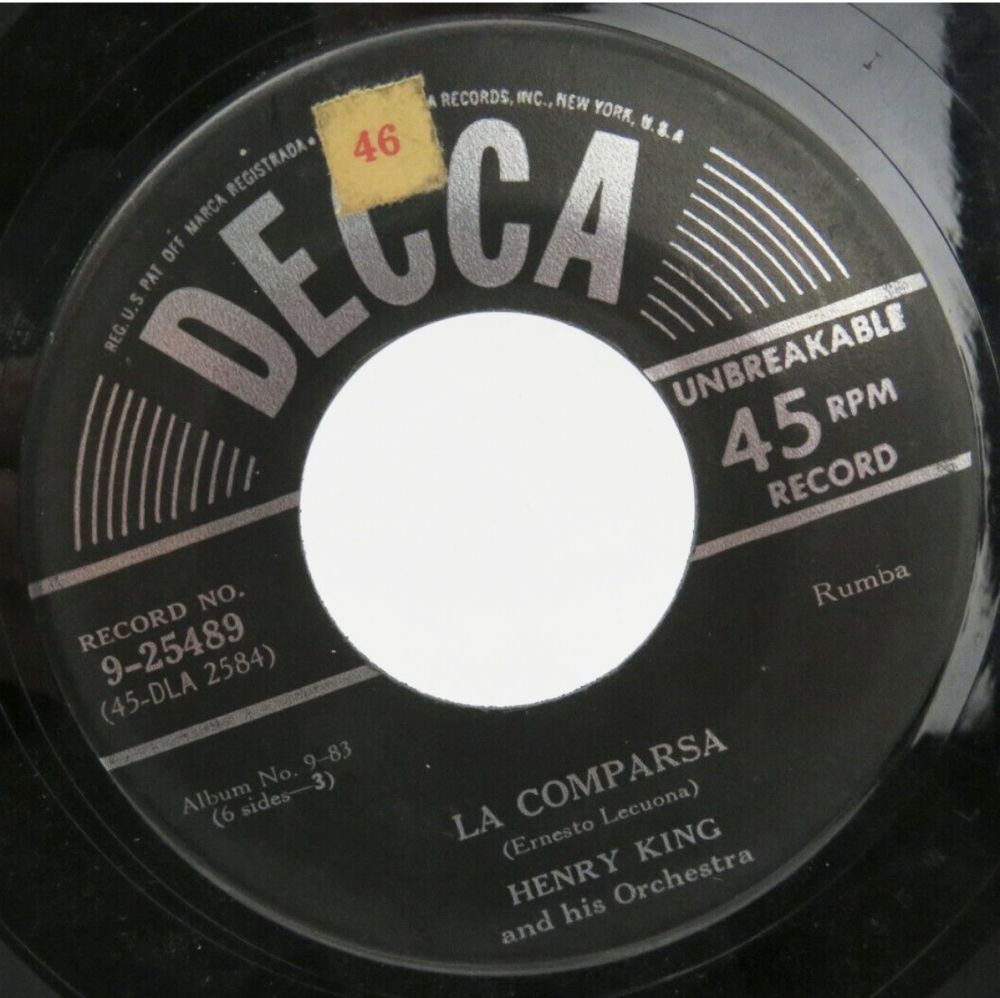 REG. U.S. PAT OFF MARCA REGISTRADA •
A RECORDS, INC., NEW YORK, U.S.A
46
DECCA
UNBREAKABLE
45 RPM
RECORD
Rumba
RECORD NO.
9-25489
(45-DLA 2584)
Album No. 9-83
(6 sides—3)
LA COMPARSA
(Ernesto Lecuona)
HENRY KING
and his Orchestra